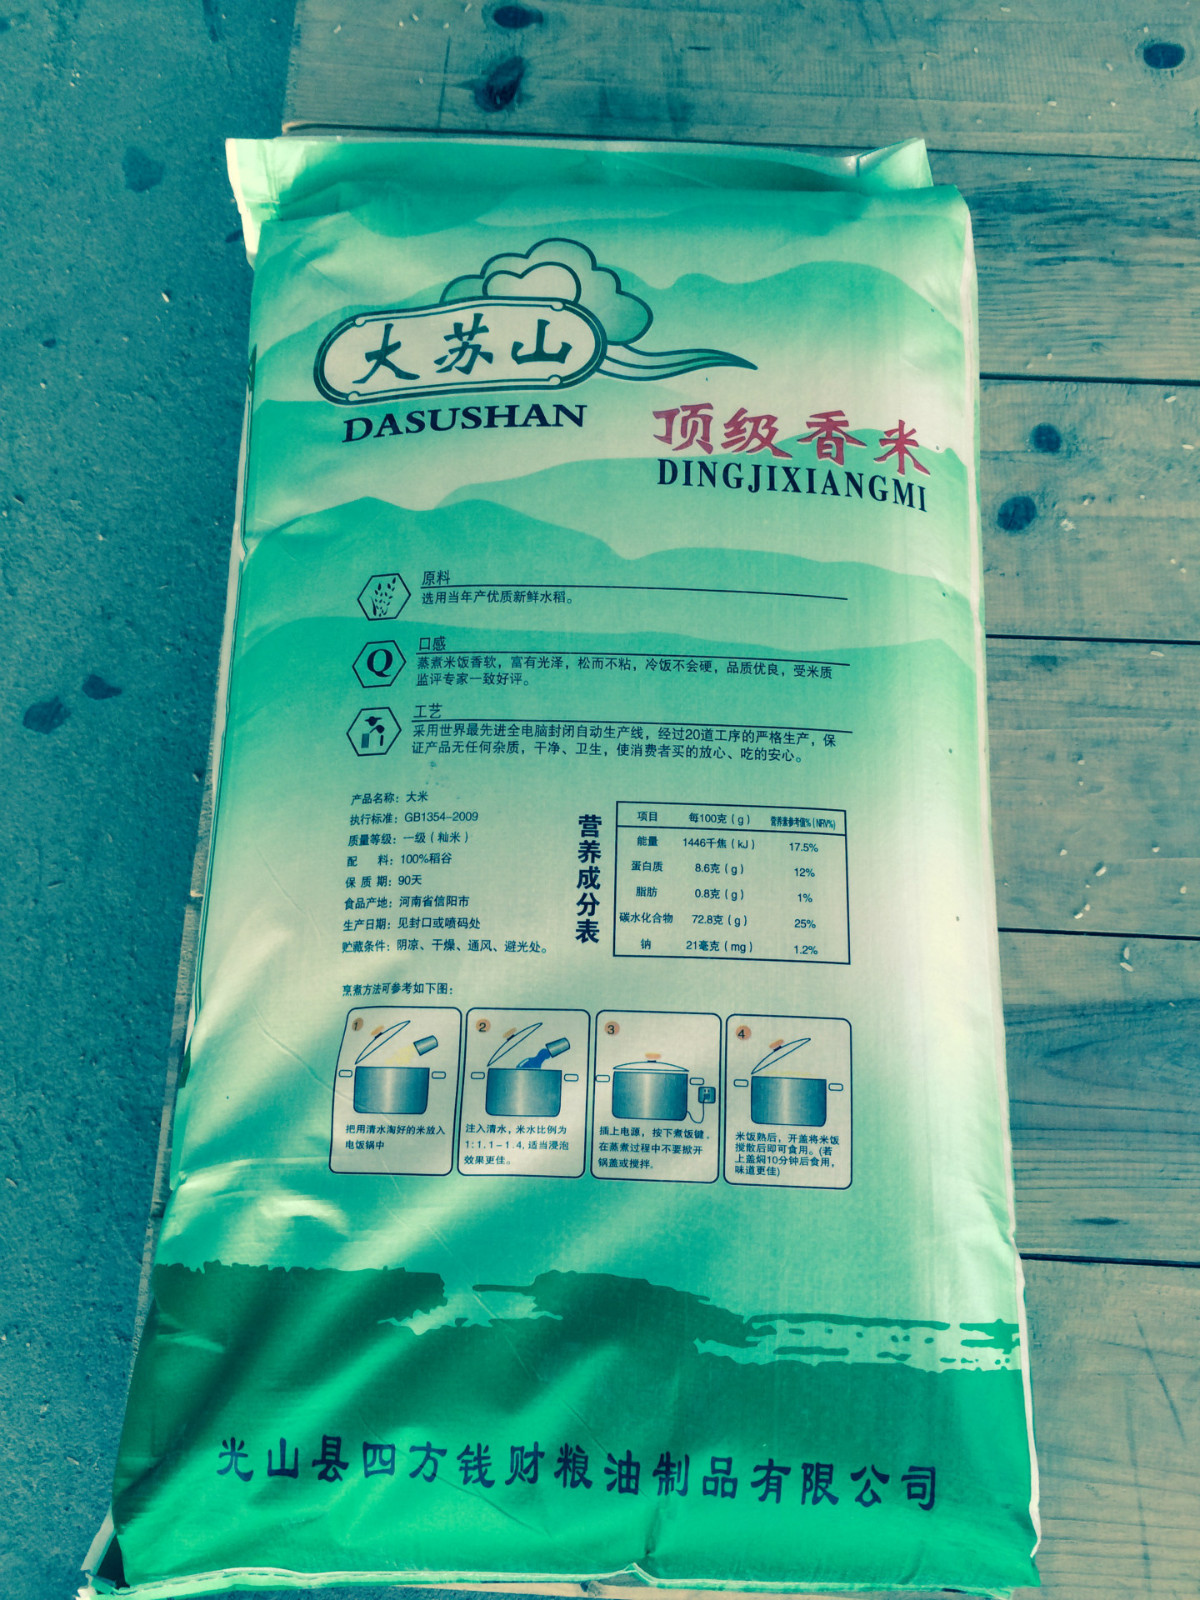 大苏山
DASUSHAN
顶级香米
DINGJIXIANGMI
原料
选用当年产优质新鲜水稻。
Q
口感
蒸煮米饭香软，富有光泽，松而不粘，冷饭不会硬，品质优良，受米质
监评专家一致好评。
工艺
采用世界最先进全电脑封闭自动生产线，经过20道工序的严格生产，保
证产品无任何杂质，干净、卫生，使消费者买的放心、吃的安心。
产品名称：大米
执行标准：GB1354-2009
质量等级：一级（籼米）
配 料：100%稻谷
保 质 期：90天
食品产地：河南省信阳市
生产日期：见封口或喷码处
贮藏条件：阴凉、干燥、通风、避光处。
营养成分表
项目 每100克（g） 营养素参考值%（NRV%）
能量 1446千焦（kJ） 17.5%
蛋白质 8.6克（g） 12%
脂肪 0.8克（g） 1%
碳水化合物 72.8克（g） 25%
钠 21毫克（mg） 1.2%
烹煮方法可参考如下图：
1
把用清水淘好的米放入
电饭锅中
2
注入清水，米水比例为
1:1.1-1.4，适当浸泡
效果更佳。
3
插上电源，按下煮饭键。
在蒸煮过程中不要掀开
锅盖或搅拌。
4
米饭熟后，开盖将米饭
搅散后即可食用。（若
上盖焖10分钟后食用，
味道更佳）
光山县四方钱财粮油制品有限公司